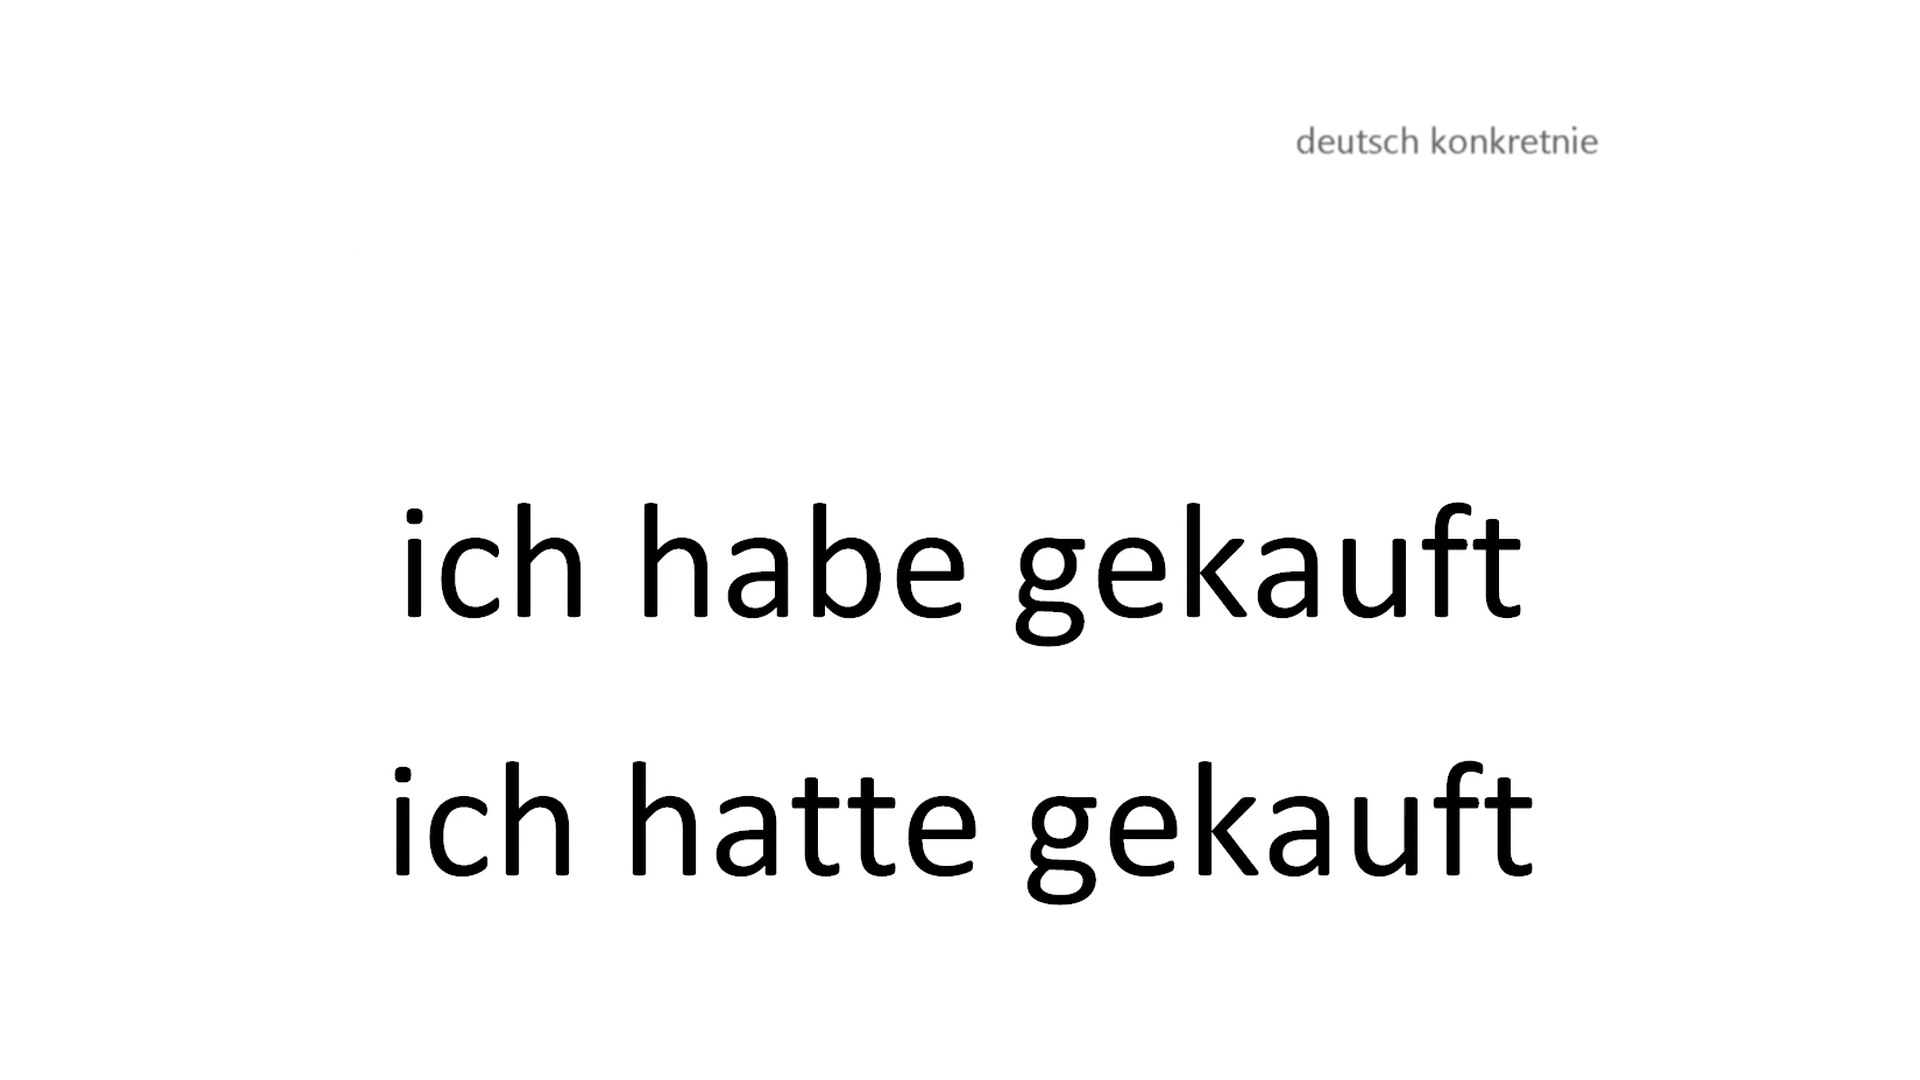 deutsch konkretnie
ich habe gekauft
ich hatte gekauft